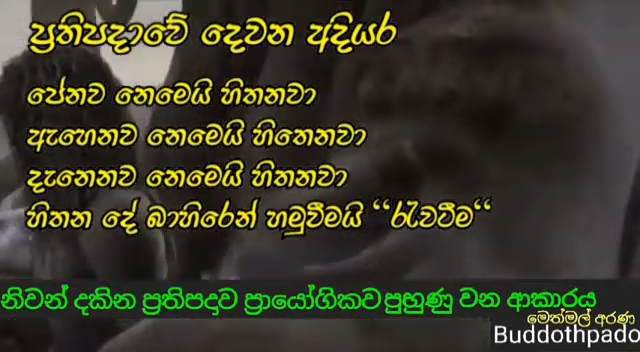 ප්‍රතිපදාවේ දෙවන අදියර
පේනව නෙමෙයි හිතනවා
ඇහෙනව නෙමෙයි හිතෙනවා
දැනෙනව නෙමෙයි හිතනවා
හිතන දේ බාහිරෙන් හමුවීමයි “රැවටීම“
නිවන් දකින ප්‍රතිපදාව ප්‍රායෝගිකව පුහුණු වන ආකාරය
මෙත්මල් අරණ
Buddothpado